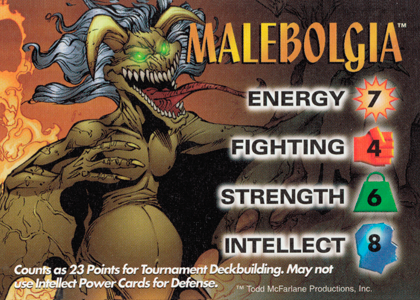 MALEBOLGIA™
ENERGY 7
FIGHTING 4
STRENGTH 6
INTELLECT 8
Counts as 23 Points for Tournament Deckbuilding. May not
use Intellect Power Cards for Defense.
™ Todd McFarlane Productions, Inc.